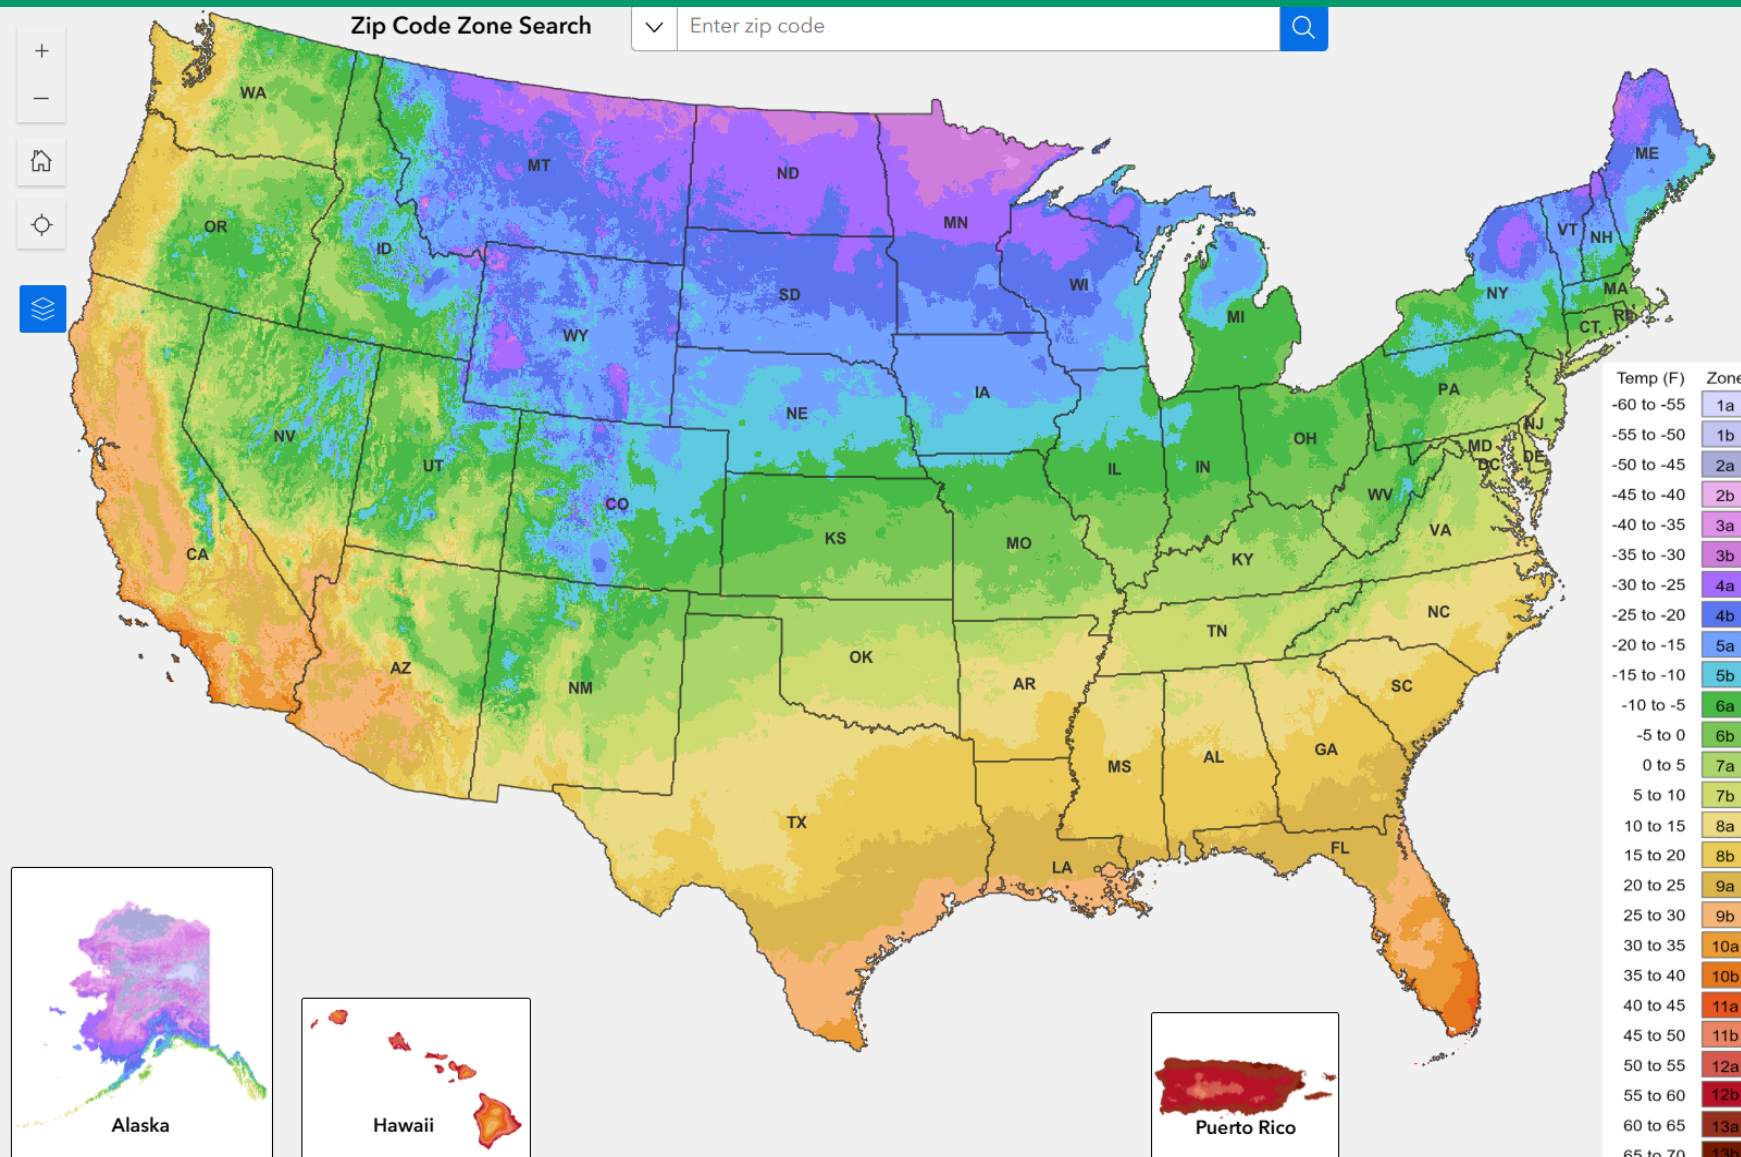 Zip Code Zone Search
Enter zip code
WA
MT
ND
MN
ME
OR
ID
VT
NH
WI
SD
NY
MA
MI
RI
CT
WY
IA
PA
NE
NV
OH
NJ
UT
MD
DE
DC
IL
IN
WV
CO
KS
MO
VA
CA
KY
NC
TN
OK
AZ
NM
AR
SC
GA
MS
AL
TX
LA
FL
Temp (F) Zone
-60 to -55 1a
-55 to -50 1b
-50 to -45 2a
-45 to -40 2b
-40 to -35 3a
-35 to -30 3b
-30 to -25 4a
-25 to -20 4b
-20 to -15 5a
-15 to -10 5b
-10 to -5 6a
-5 to 0 6b
0 to 5 7a
5 to 10 7b
10 to 15 8a
15 to 20 8b
20 to 25 9a
25 to 30 9b
30 to 35 10a
35 to 40 10b
40 to 45 11a
45 to 50 11b
50 to 55 12a
55 to 60 12b
60 to 65 13a
65 to 70 13b
Alaska
Hawaii
Puerto Rico